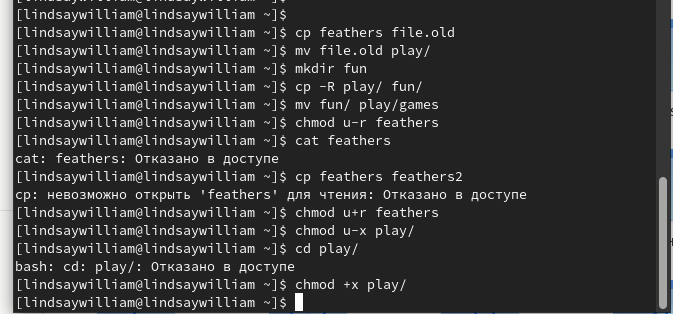 [lindsaywilliam@lindsaywilliam ~]$
[lindsaywilliam@lindsaywilliam ~]$
[lindsaywilliam@lindsaywilliam ~]$ cp feathers file.old
[lindsaywilliam@lindsaywilliam ~]$ mv file.old play/
[lindsaywilliam@lindsaywilliam ~]$ mkdir fun
[lindsaywilliam@lindsaywilliam ~]$ cp -R play/ fun/
[lindsaywilliam@lindsaywilliam ~]$ mv fun/ play/games
[lindsaywilliam@lindsaywilliam ~]$ chmod u-r feathers
[lindsaywilliam@lindsaywilliam ~]$ cat feathers
cat: feathers: Отказано в доступе
[lindsaywilliam@lindsaywilliam ~]$ cp feathers feathers2
cp: невозможно открыть 'feathers' для чтения: Отказано в доступе
[lindsaywilliam@lindsaywilliam ~]$ chmod u+r feathers
[lindsaywilliam@lindsaywilliam ~]$ chmod u-x play/
[lindsaywilliam@lindsaywilliam ~]$ cd play/
bash: cd: play/: Отказано в доступе
[lindsaywilliam@lindsaywilliam ~]$ chmod +x play/
[lindsaywilliam@lindsaywilliam ~]$